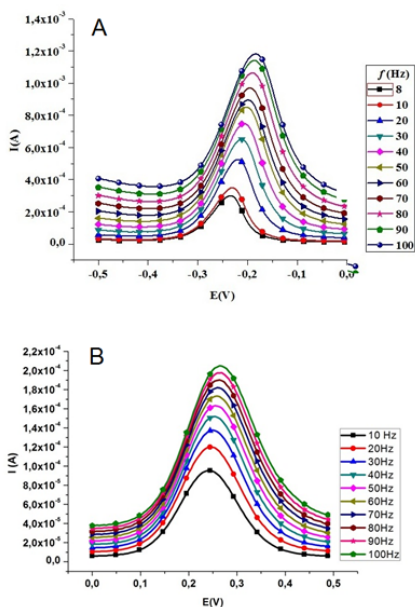 A
1,4x10⁻³
1,2x10⁻³
1,0x10⁻³
8,0x10⁻⁴
6,0x10⁻⁴
4,0x10⁻⁴
2,0x10⁻⁴
0,0
I(A)
-0,5 -0,4 -0,3 -0,2 -0,1 0,0
E(V)
f(Hz)
8
10
20
30
40
50
60
70
80
90
100
B
2,2x10⁻⁴
2,0x10⁻⁴
1,8x10⁻⁴
1,6x10⁻⁴
1,4x10⁻⁴
1,2x10⁻⁴
1,0x10⁻⁴
8,0x10⁻⁵
6,0x10⁻⁵
4,0x10⁻⁵
2,0x10⁻⁵
0,0
I (A)
0,0 0,1 0,2 0,3 0,4 0,5
E(V)
10 Hz
20Hz
30Hz
40Hz
50Hz
60Hz
70Hz
80Hz
90Hz
100Hz